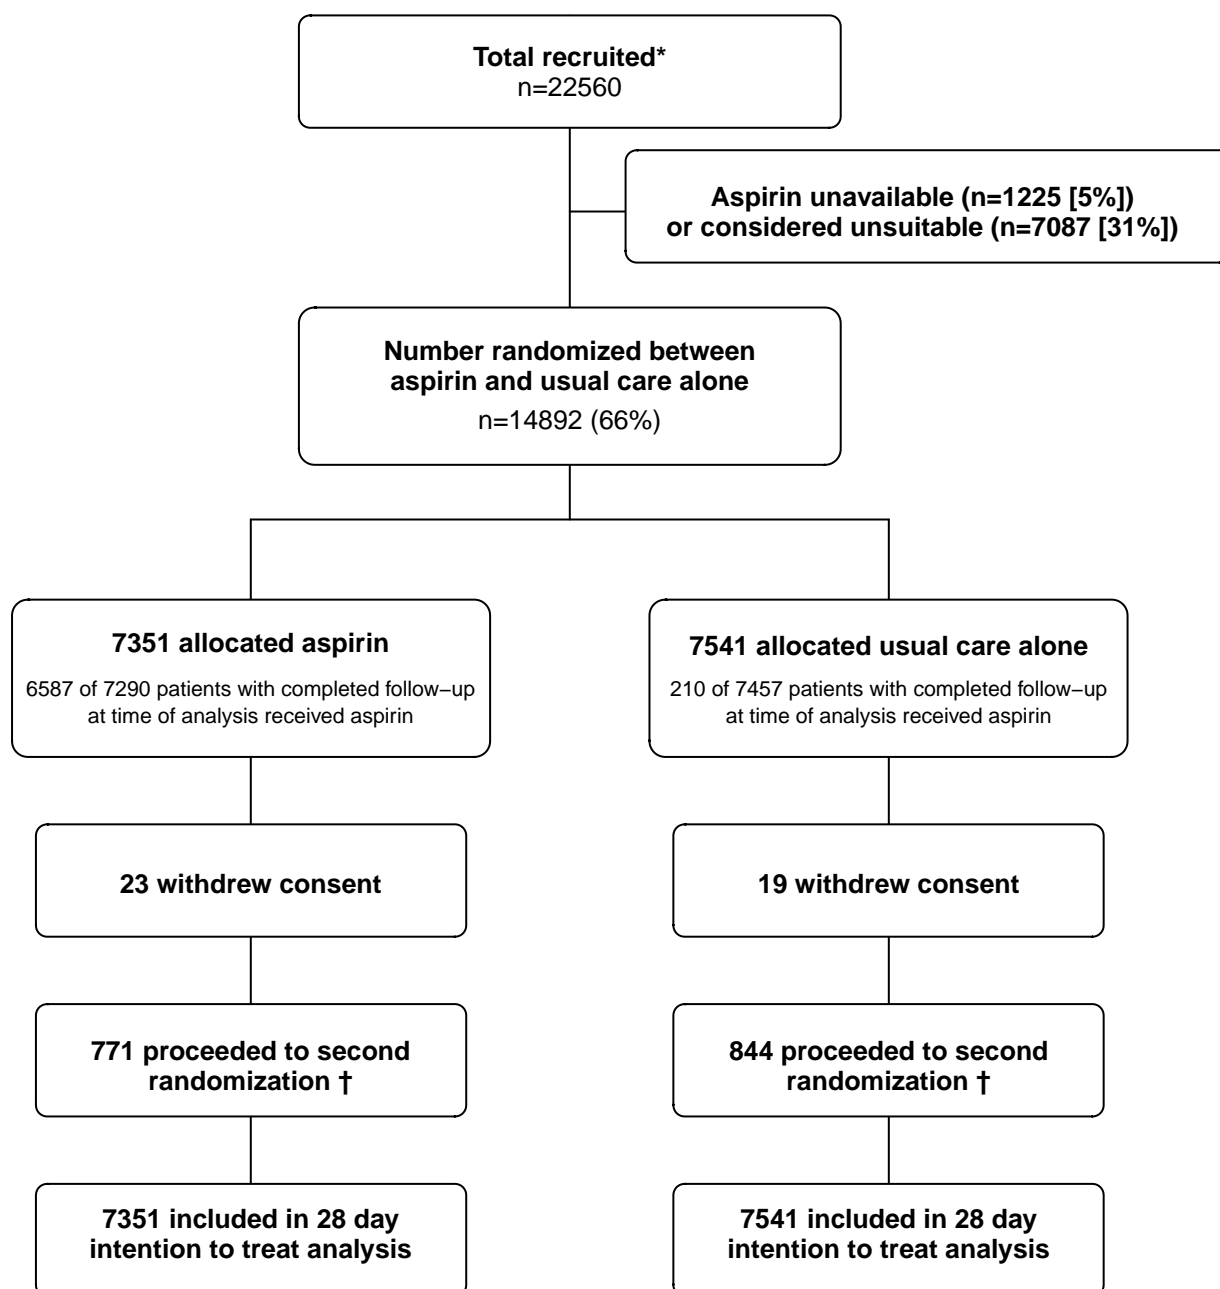 Total recruited*
n=22560
Aspirin unavailable (n=1225 [5%])
or considered unsuitable (n=7087 [31%])
Number randomized between
aspirin and usual care alone
n=14892 (66%)
7351 allocated aspirin
6587 of 7290 patients with completed follow−up
at time of analysis received aspirin
7541 allocated usual care alone
210 of 7457 patients with completed follow−up
at time of analysis received aspirin
23 withdrew consent
19 withdrew consent
771 proceeded to second
randomization †
844 proceeded to second
randomization †
7351 included in 28 day
intention to treat analysis
7541 included in 28 day
intention to treat analysis